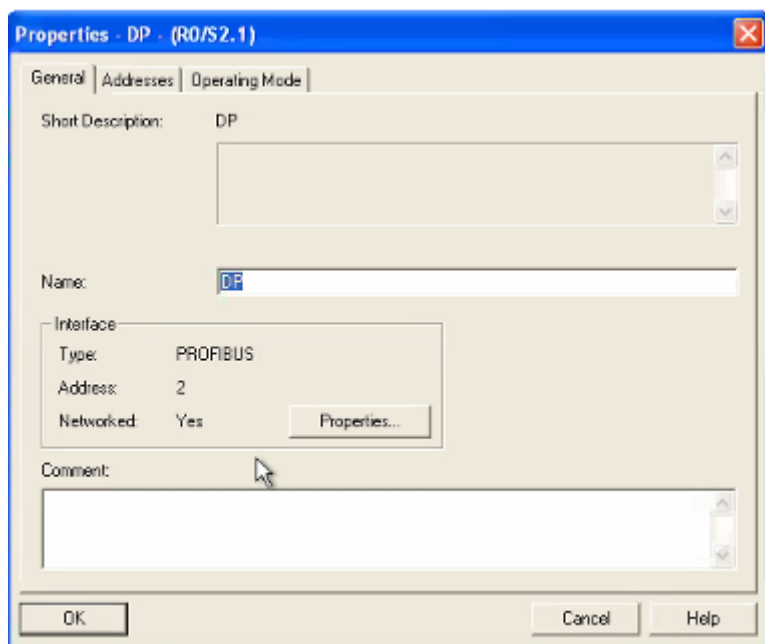 Properties - DP - (R0/S2.1)
General Addresses Operating Mode
Short Description: DP
Name: DP
Interface
Type: PROFIBUS
Address: 2
Networked: Yes Properties...
Comment:
OK Cancel Help